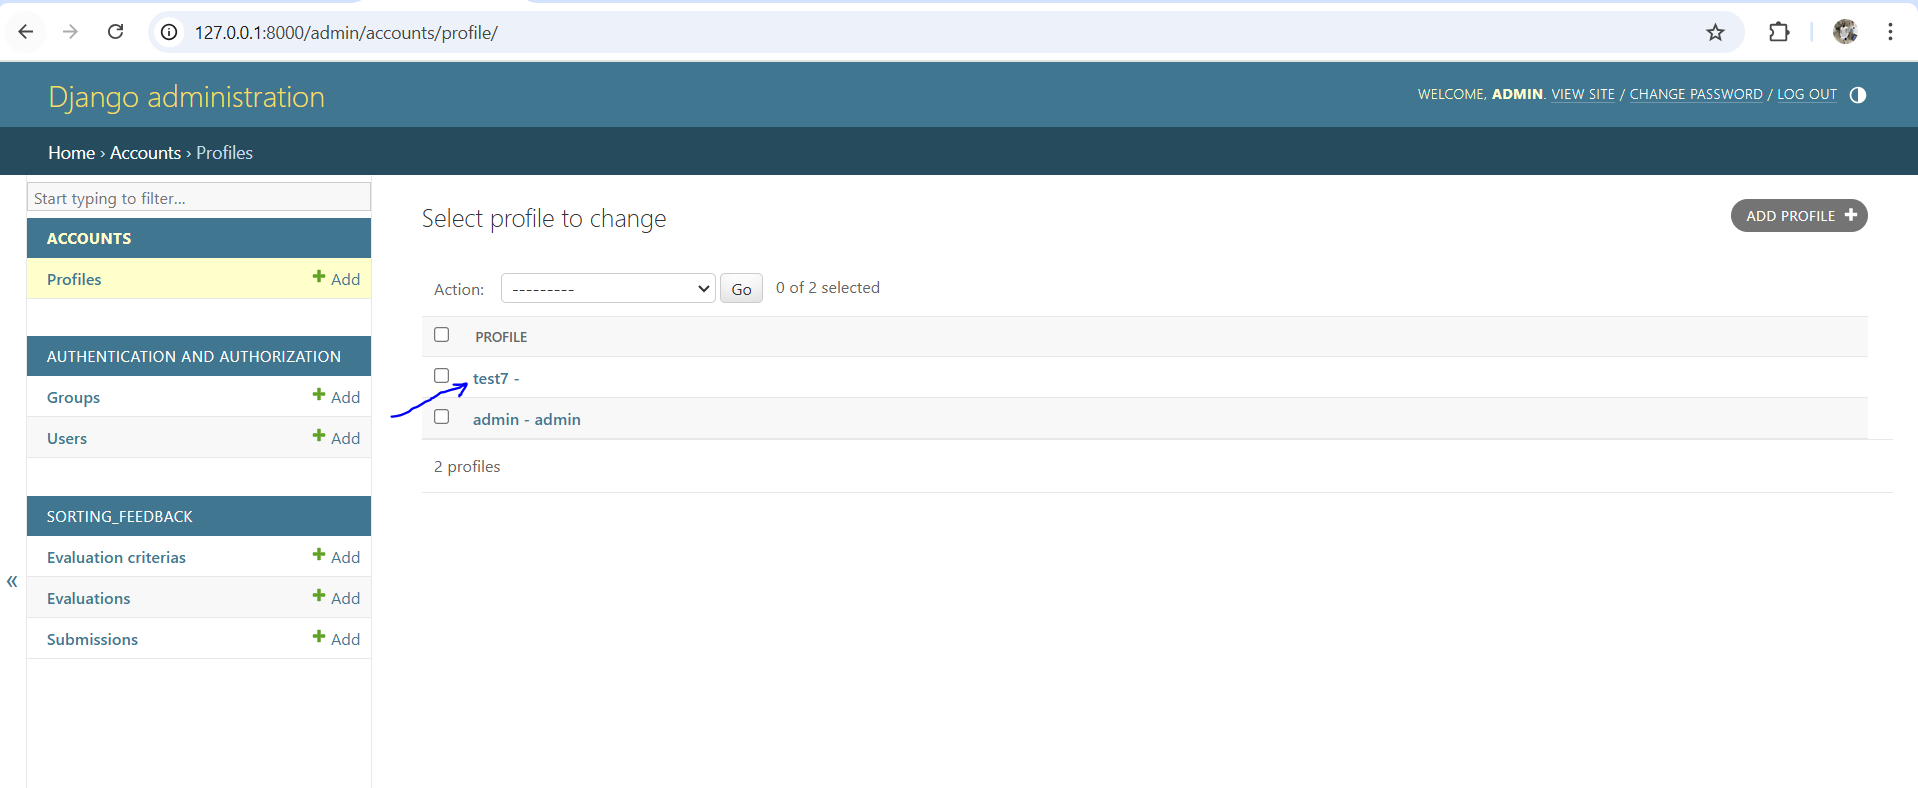 127.0.0.1:8000/admin/accounts/profile/
Django administration
WELCOME, ADMIN. VIEW SITE / CHANGE PASSWORD / LOG OUT
Home › Accounts › Profiles
Start typing to filter...
ACCOUNTS
Profiles + Add
AUTHENTICATION AND AUTHORIZATION
Groups + Add
Users + Add
SORTING_FEEDBACK
Evaluation criterias + Add
Evaluations + Add
Submissions + Add
«
Select profile to change
ADD PROFILE +
Action: --------- Go 0 of 2 selected
PROFILE
test7 -
admin - admin
2 profiles